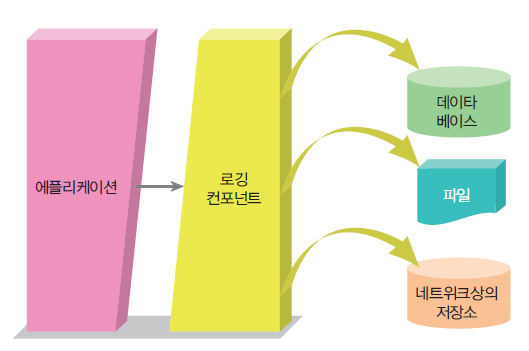 에플리케이션
로깅
컨포넌트
데이타
베이스
파일
네트워크상의
저장소